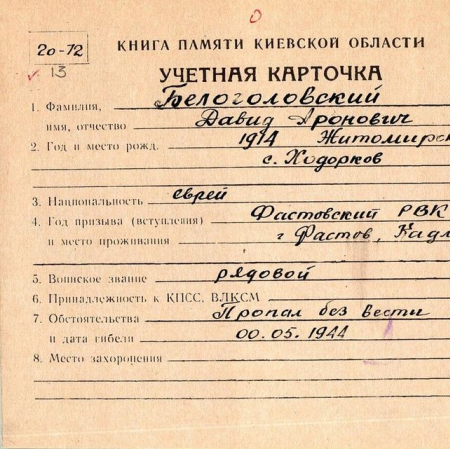 0
20-72
13
КНИГА ПАМЯТИ КИЕВСКОЙ ОБЛАСТИ
УЧЕТНАЯ КАРТОЧКА
1. Фамилия, Белоголовский
имя, отчество Давид Аронович
2. Год и место рожд. 1914 Житомирск
с. Ходорков
3. Национальность еврей
4. Год призыва (вступления) Фастовский РВК
и место проживания г Фастов, Кадл
5. Воинское звание рядовой
6. Принадлежность к КПСС, ВЛКСМ
7. Обстоятельства Пропал без вести
и дата гибели 00.05.1944
8. Место захоронения